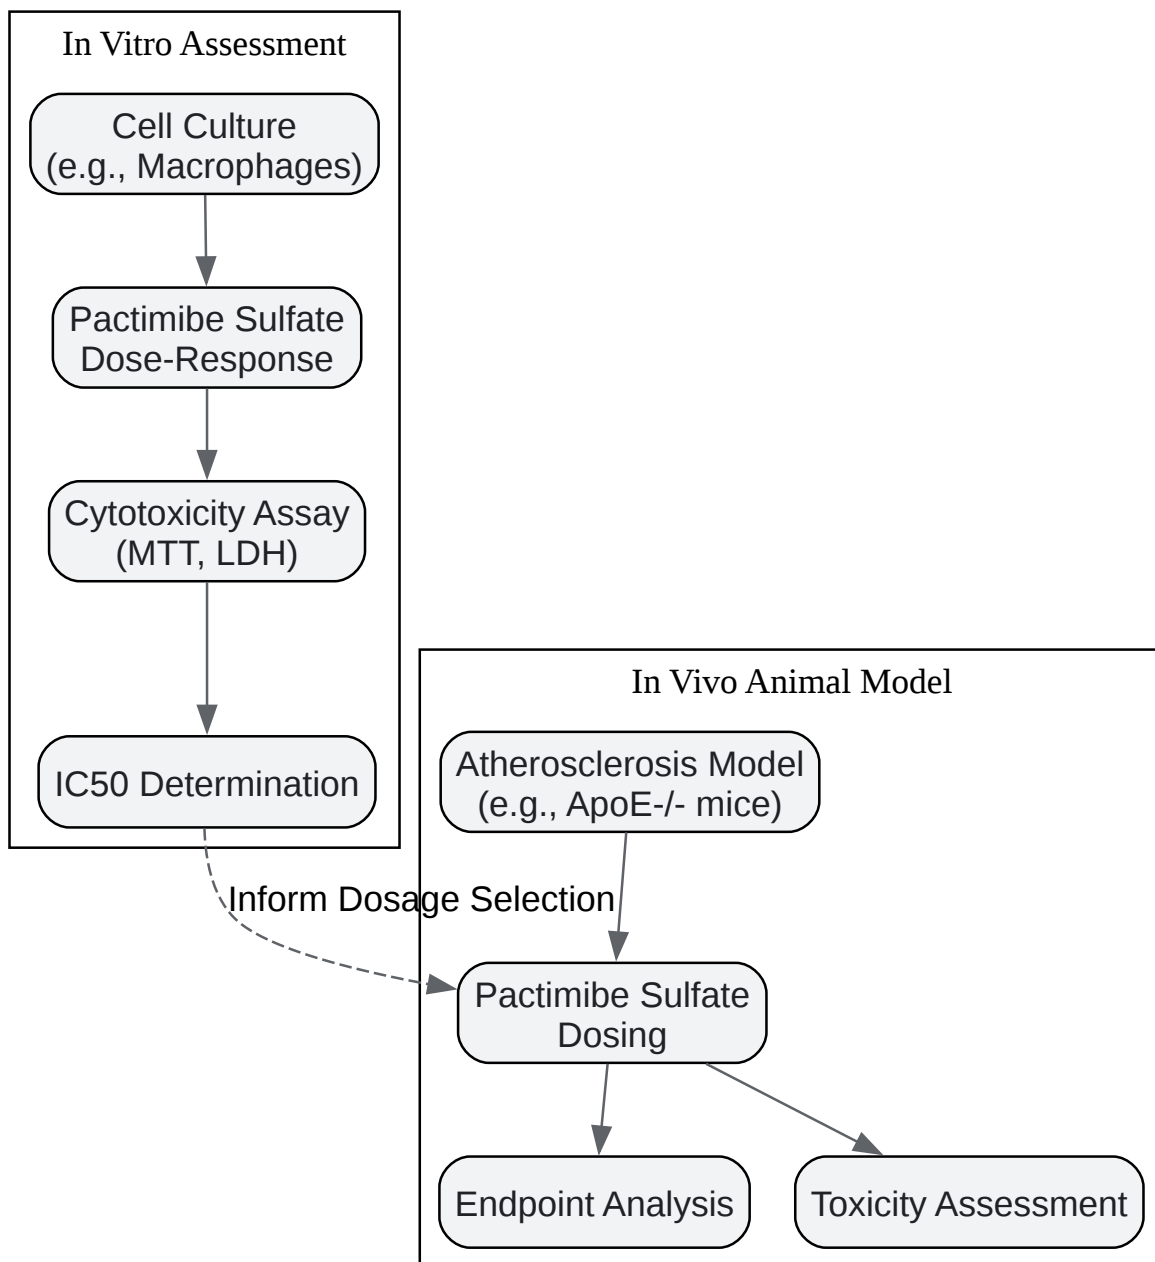 In Vitro Assessment
Cell Culture
(e.g., Macrophages)
Pactimibe Sulfate
Dose-Response
Cytotoxicity Assay
(MTT, LDH)
IC50 Determination
In Vivo Animal Model
Atherosclerosis Model
(e.g., ApoE-/- mice)
Inform Dosage Selection
Pactimibe Sulfate
Dosing
Endpoint Analysis
Toxicity Assessment